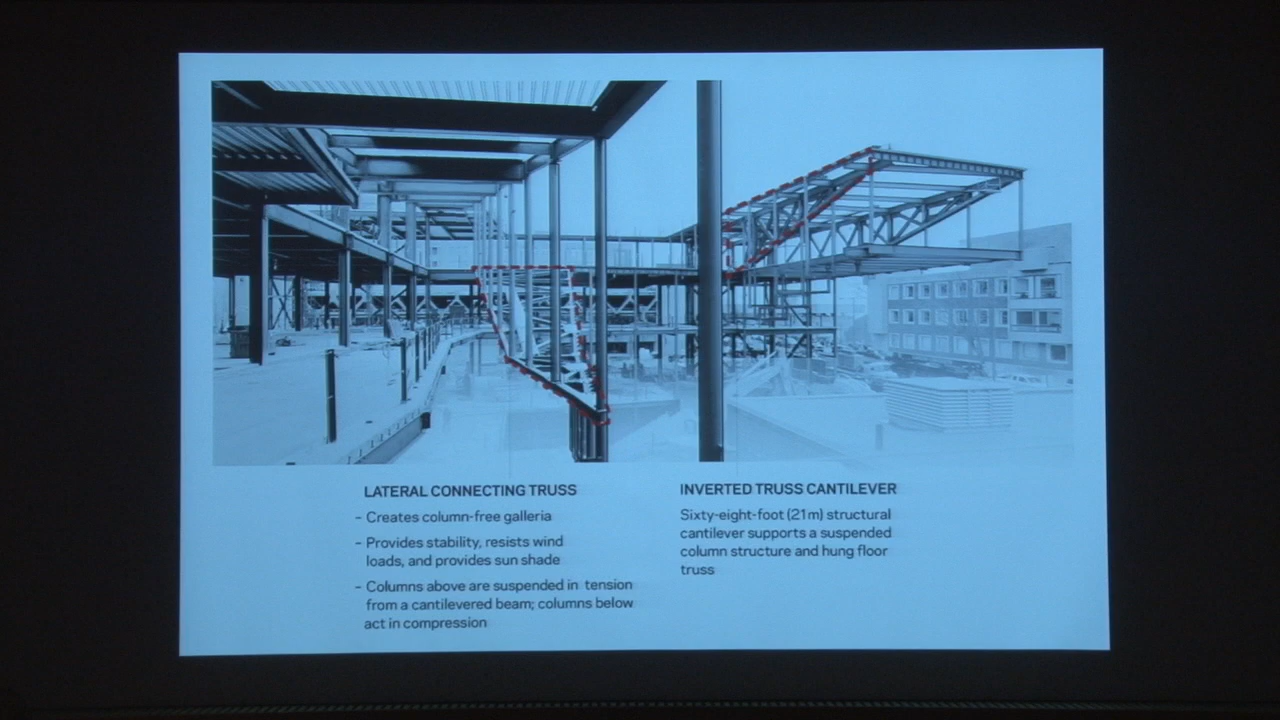 LATERAL CONNECTING TRUSS
– Creates column-free galleria
– Provides stability, resists wind
loads, and provides sun shade
– Columns above are suspended in tension
from a cantilevered beam; columns below
act in compression
INVERTED TRUSS CANTILEVER
Sixty-eight-foot (21m) structural
cantilever supports a suspended
column structure and hung floor
truss